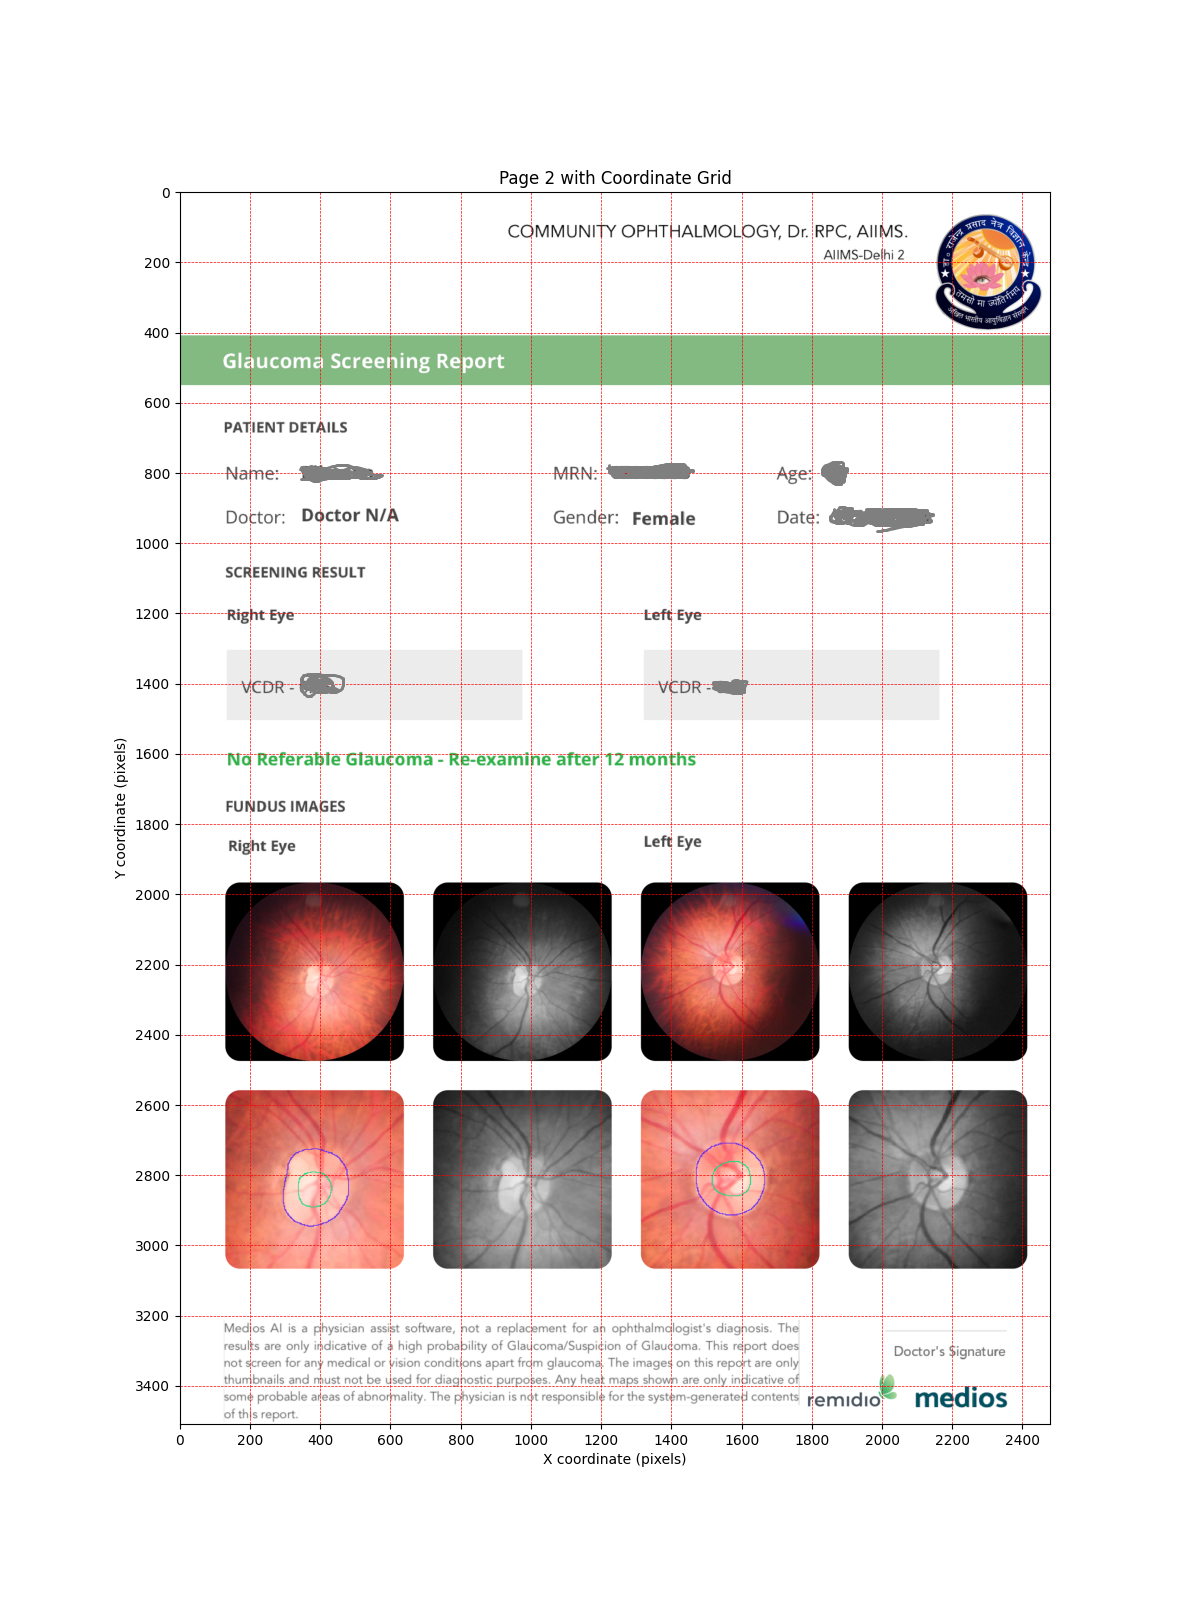 Page 2 with Coordinate Grid
COMMUNITY OPHTHALMOLOGY, Dr. RPC, AIIMS.
AIIMS-Delhi 2
डा० राजेन्द्र प्रसाद नेत्र विज्ञान केन्द्र
तमसो मा ज्योतिर्गमय
अखिल भारतीय आयुर्विज्ञान संस्थान
Glaucoma Screening Report
PATIENT DETAILS
Name: MRN: Age:
Doctor: Doctor N/A Gender: Female Date:
SCREENING RESULT
Right Eye Left Eye
VCDR - VCDR -
No Referable Glaucoma - Re-examine after 12 months
FUNDUS IMAGES
Right Eye Left Eye
Medios AI is a physician assist software, not a replacement for an ophthalmologist's diagnosis. The
results are only indicative of a high probability of Glaucoma/Suspicion of Glaucoma. This report does
not screen for any medical or vision conditions apart from glaucoma. The images on this report are only
thumbnails and must not be used for diagnostic purposes. Any heat maps shown are only indicative of
some probable areas of abnormality. The physician is not responsible for the system-generated contents
of this report.
Doctor's Signature
remidio medios
0
200
400
600
800
1000
1200
1400
1600
1800
2000
2200
2400
2600
2800
3000
3200
3400
Y coordinate (pixels)
0 200 400 600 800 1000 1200 1400 1600 1800 2000 2200 2400
X coordinate (pixels)